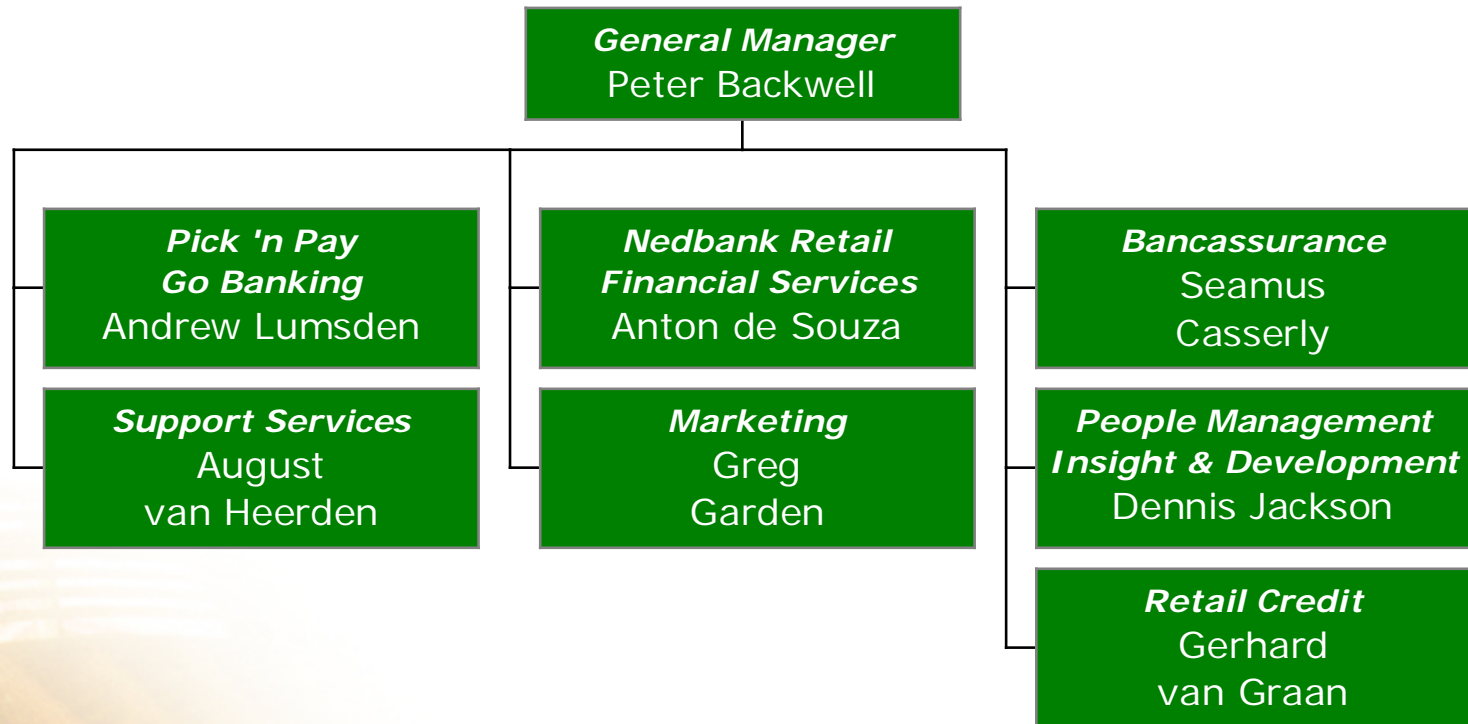 General Manager
Peter Backwell
Pick 'n Pay
Go Banking
Andrew Lumsden
Nedbank Retail
Financial Services
Anton de Souza
Bancassurance
Seamus
Casserly
Support Services
August
van Heerden
Marketing
Greg
Garden
People Management
Insight & Development
Dennis Jackson
Retail Credit
Gerhard
van Graan